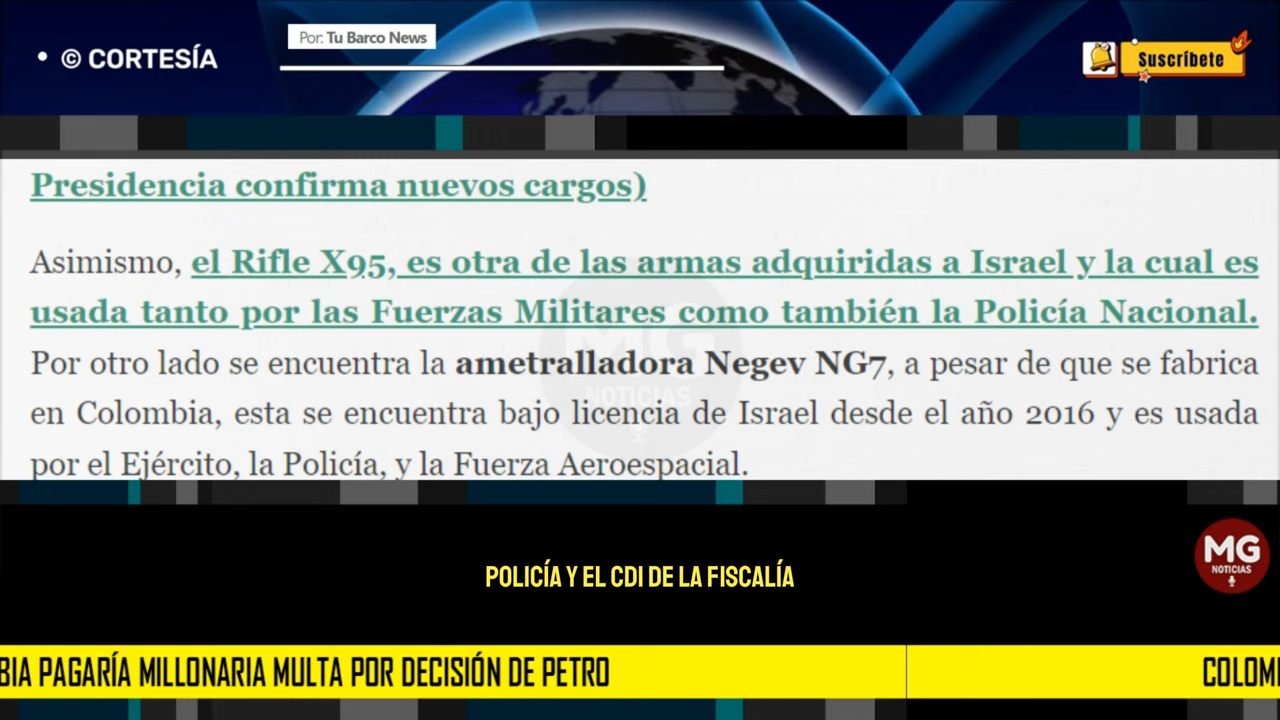 • © CORTESÍA
Por: Tu Barco News
Suscríbete
Presidencia confirma nuevos cargos)
Asimismo, el Rifle X95, es otra de las armas adquiridas a Israel y la cual es
usada tanto por las Fuerzas Militares como también la Policía Nacional.
Por otro lado se encuentra la ametralladora Negev NG7, a pesar de que se fabrica
en Colombia, esta se encuentra bajo licencia de Israel desde el año 2016 y es usada
por el Ejército, la Policía, y la Fuerza Aeroespacial.
MG
NOTICIAS
POLICÍA Y EL CDI DE LA FISCALÍA
MG
NOTICIAS
BIA PAGARÍA MILLONARIA MULTA POR DECISIÓN DE PETRO
COLOM